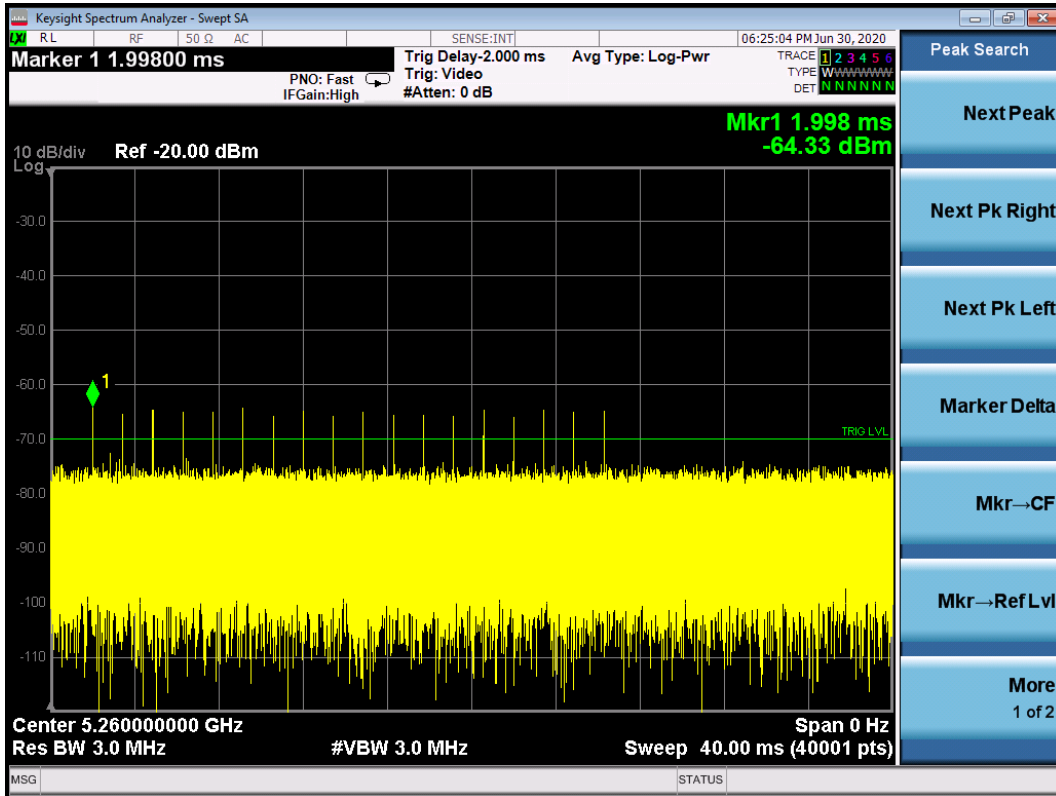 Keysight Spectrum Analyzer - Swept SA
LXI RL RF 50 Ω AC SENSE:INT 06:25:04 PM Jun 30, 2020
Marker 1 1.99800 ms
PNO: Fast
IFGain:High
Trig Delay-2.000 ms
Trig: Video
#Atten: 0 dB
Avg Type: Log-Pwr
TRACE 1 2 3 4 5 6
TYPE WWWWWW
DET N N N N N N
Mkr1 1.998 ms
-64.33 dBm
10 dB/div Ref -20.00 dBm
Log
-30.0
-40.0
-50.0
-60.0
1
-70.0
TRIG LVL
-80.0
-90.0
-100
-110
Center 5.260000000 GHz Span 0 Hz
Res BW 3.0 MHz #VBW 3.0 MHz Sweep 40.00 ms (40001 pts)
MSG STATUS
Peak Search
Next Peak
Next Pk Right
Next Pk Left
Marker Delta
Mkr→CF
Mkr→Ref Lvl
More
1 of 2